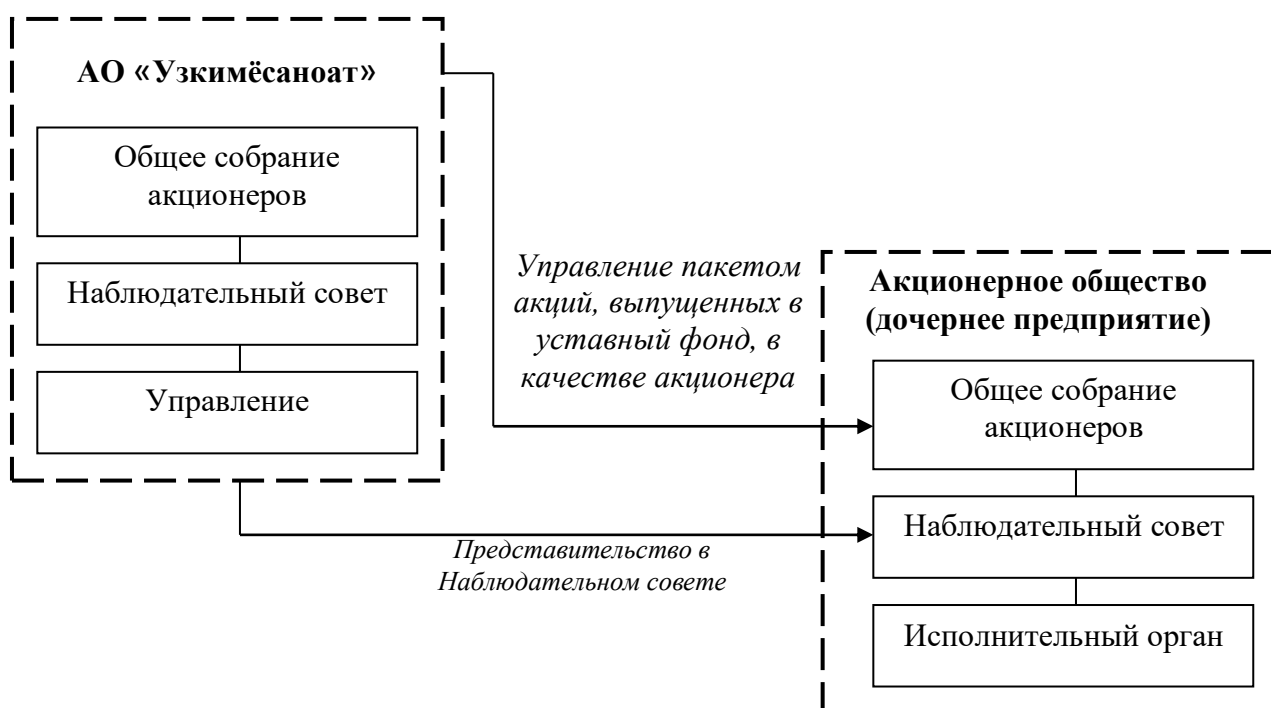 АО «Узкимёсаноат»
Общее собрание
акционеров
Наблюдательный совет
Управление
Управление пакетом
акций, выпущенных в
уставный фонд, в
качестве акционера
Представительство в
Наблюдательном совете
Акционерное общество
(дочернее предприятие)
Общее собрание
акционеров
Наблюдательный совет
Исполнительный орган